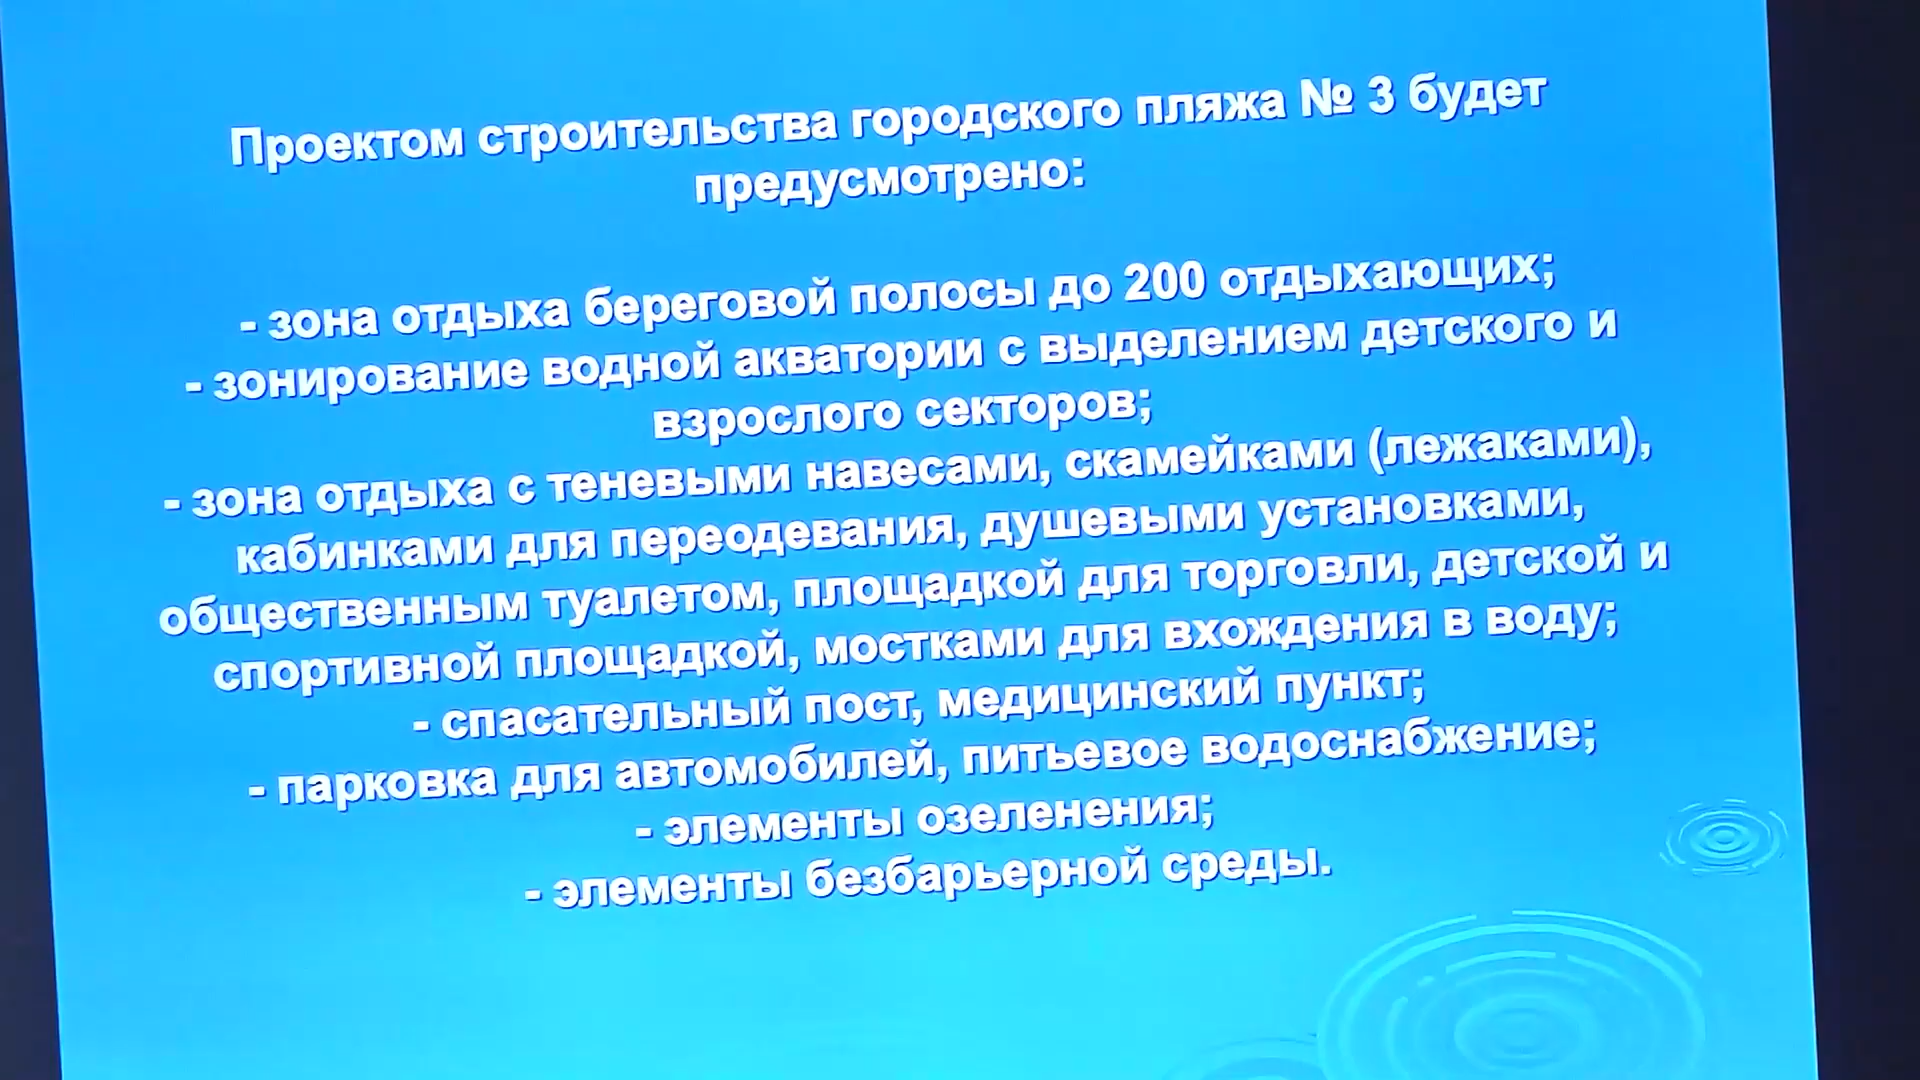 Проектом строительства городского пляжа № 3 будет
предусмотрено:
- зона отдыха береговой полосы до 200 отдыхающих;
- зонирование водной акватории с выделением детского и
взрослого секторов;
- зона отдыха с теневыми навесами, скамейками (лежаками),
кабинками для переодевания, душевыми установками,
общественным туалетом, площадкой для торговли, детской и
спортивной площадкой, мостками для вхождения в воду;
- спасательный пост, медицинский пункт;
- парковка для автомобилей, питьевое водоснабжение;
- элементы озеленения;
- элементы безбарьерной среды.